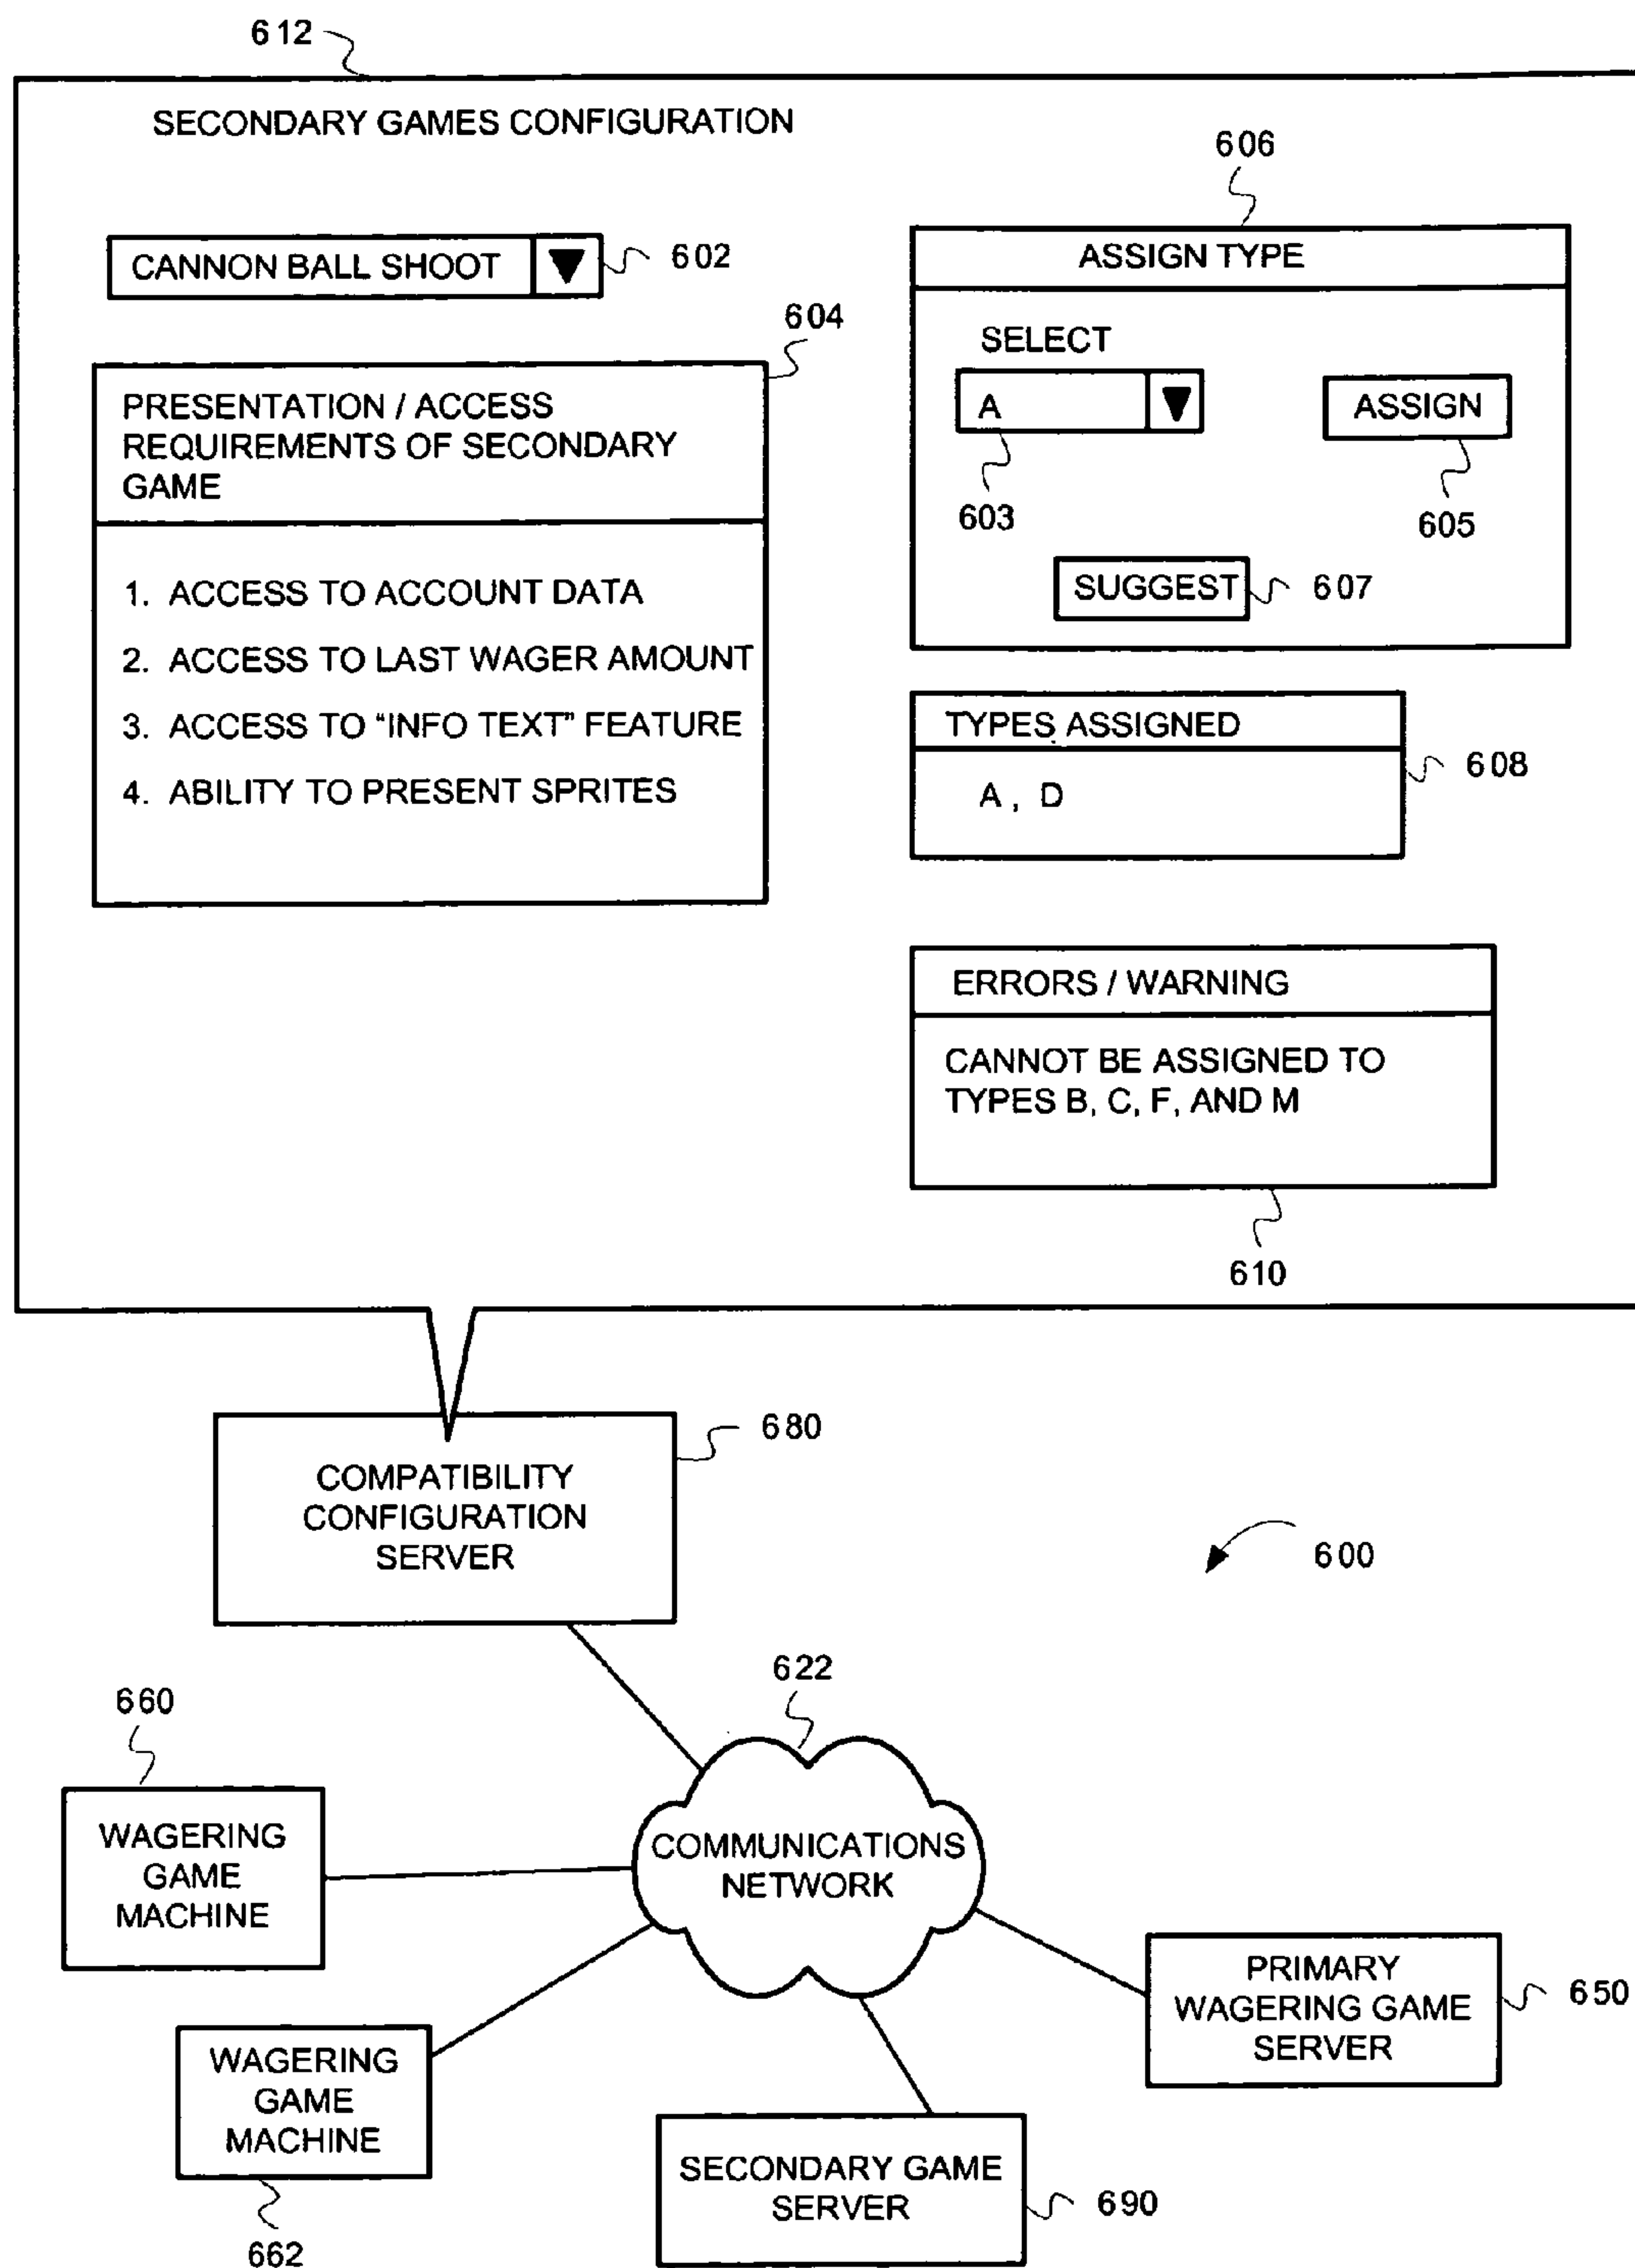 612
SECONDARY GAMES CONFIGURATION
CANNON BALL SHOOT
602
604
PRESENTATION / ACCESS
REQUIREMENTS OF SECONDARY
GAME
1. ACCESS TO ACCOUNT DATA
2. ACCESS TO LAST WAGER AMOUNT
3. ACCESS TO “INFO TEXT” FEATURE
4. ABILITY TO PRESENT SPRITES
606
ASSIGN TYPE
SELECT
A
ASSIGN
603
605
SUGGEST
607
TYPES ASSIGNED
A , D
608
ERRORS / WARNING
CANNOT BE ASSIGNED TO
TYPES B, C, F, AND M
610
680
COMPATIBILITY
CONFIGURATION
SERVER
600
622
COMMUNICATIONS
NETWORK
660
WAGERING
GAME
MACHINE
WAGERING
GAME
MACHINE
662
SECONDARY GAME
SERVER
690
PRIMARY
WAGERING GAME
SERVER
650